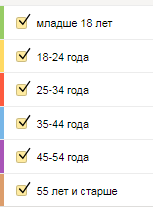 младше 18 лет
18-24 года
25-34 года
35-44 года
45-54 года
55 лет и старше